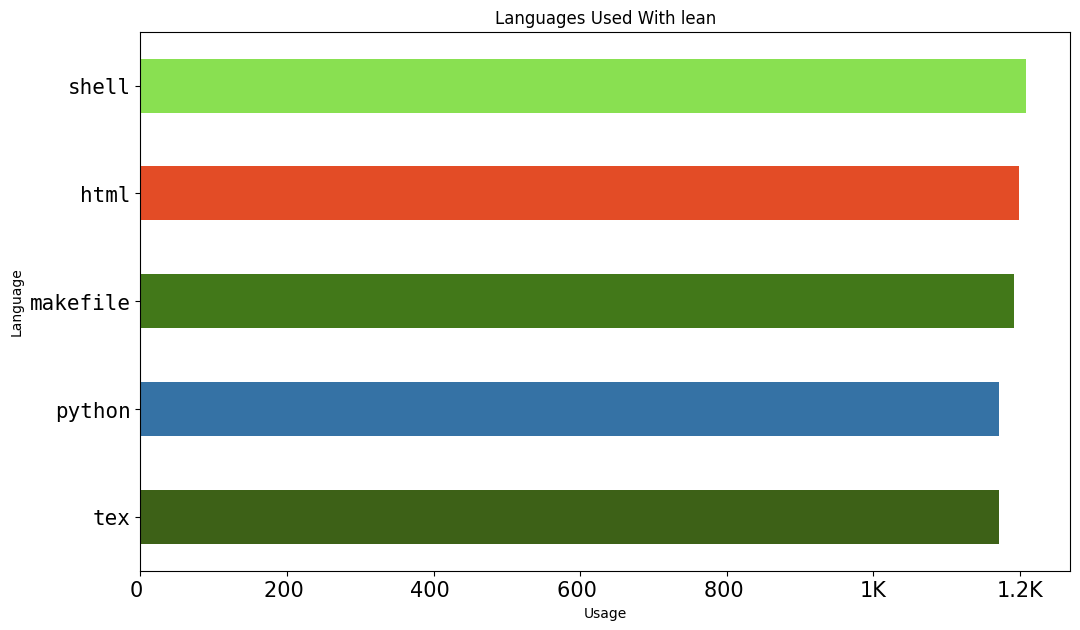 Languages Used With lean
Language
shell
html
makefile
python
tex
0 200 400 600 800 1K 1.2K
Usage